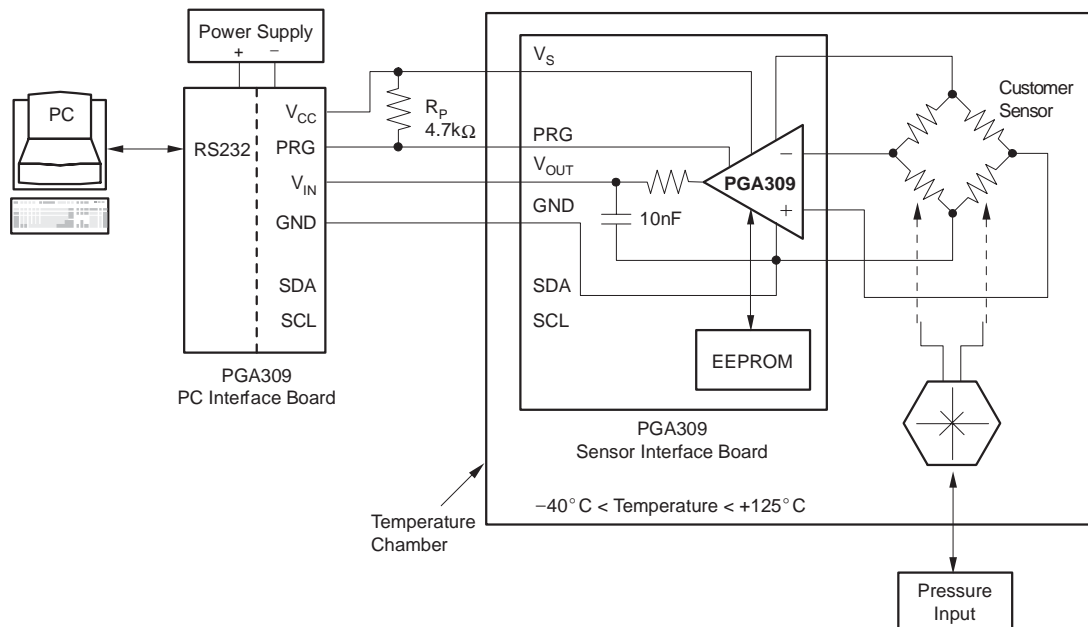 Power Supply
+ −
PC
RS232
V_CC
PRG
V_IN
GND
SDA
SCL
PGA309
PC Interface Board
R_P
4.7kΩ
V_S
PRG
V_OUT
GND
SDA
SCL
10nF
−
PGA309
+
EEPROM
PGA309
Sensor Interface Board
Customer
Sensor
−40°C < Temperature < +125°C
Temperature
Chamber
Pressure
Input